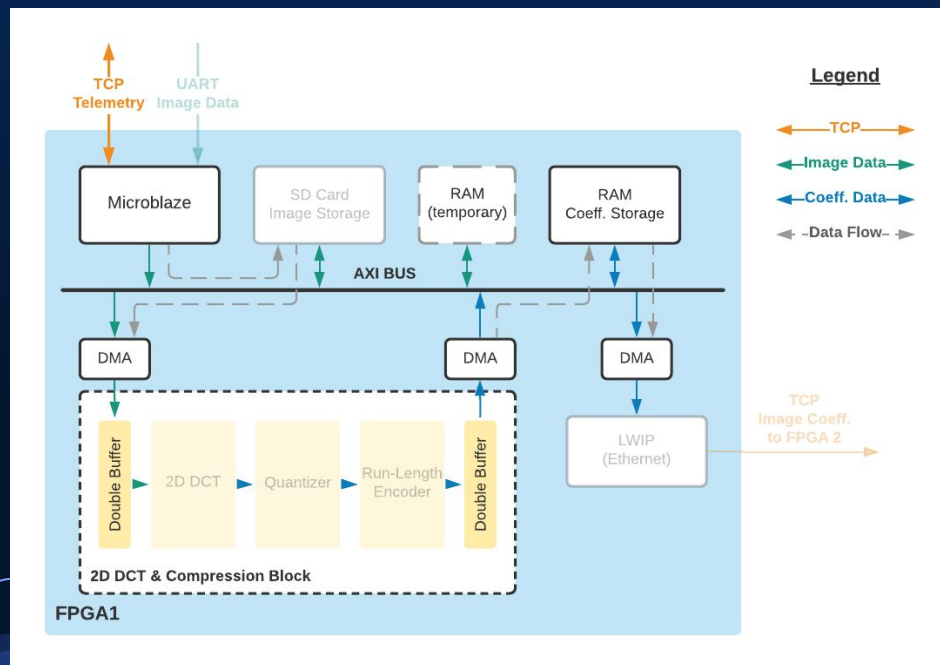 TCP
Telemetry
UART
Image Data
Legend
TCP
Image Data
Coeff. Data
Data Flow
Microblaze
SD Card
Image Storage
RAM
(temporary)
RAM
Coeff. Storage
AXI BUS
DMA
DMA
DMA
Double Buffer
2D DCT
Quantizer
Run-Length
Encoder
Double Buffer
LWIP
(Ethernet)
TCP
Image Coeff.
to FPGA 2
2D DCT & Compression Block
FPGA1